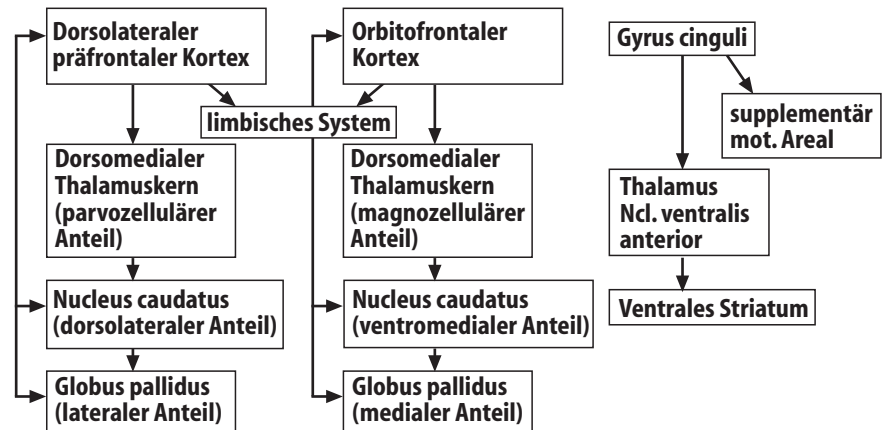 Dorsolateraler
präfrontaler Kortex
Orbitofrontaler
Kortex
Gyrus cinguli
limbisches System
supplementär
mot. Areal
Dorsomedialer
Thalamuskern
(parvozellulärer
Anteil)
Dorsomedialer
Thalamuskern
(magnozellulärer
Anteil)
Thalamus
Ncl. ventralis
anterior
Nucleus caudatus
(dorsolateraler Anteil)
Nucleus caudatus
(ventromedialer Anteil)
Ventrales Striatum
Globus pallidus
(lateraler Anteil)
Globus pallidus
(medialer Anteil)